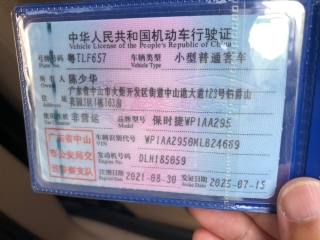 中华人民共和国机动车行驶证
Vehicle License of the People's Republic of China
号牌号码 粤TLF657 车辆类型 小型普通客车
Plate No. Vehicle Type
所有人 陈少华
Owner
住址 广东省中山市火炬开发区街道中山港大道123号伯爵山
Address
使用性质 非营运 品牌型号 保时捷WP1AA295
Use Character Model
广东省中山
市公安局交
通警察支队
车辆识别代号
VIN
发动机号码 DLH185059
Engine No.
注册日期 2021-08-30 发证日期 2025-07-15
Register Date Issue Date